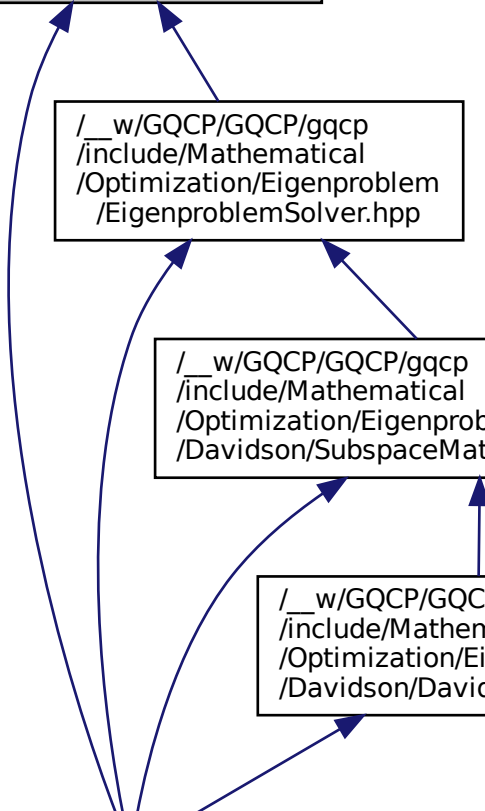 /__w/GQCP/GQCP/gqcp
/include/Mathematical
/Optimization/Eigenproblem
/EigenproblemSolver.hpp
/__w/GQCP/GQCP/gqcp
/include/Mathematical
/Optimization/Eigenprob
/Davidson/SubspaceMat
/__w/GQCP/GQC
/include/Mathem
/Optimization/Ei
/Davidson/David